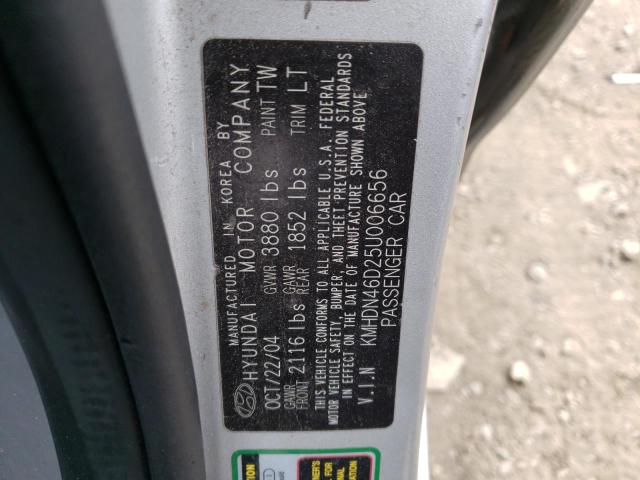 MANUFACTURED IN KOREA BY
HYUNDAI MOTOR COMPANY
OCT/22/04 GVWR 3880 lbs PAINT TW
GAWR FRONT 2116 lbs GAWR REAR 1852 lbs TRIM LT
THIS VEHICLE CONFORMS TO ALL APPLICABLE U.S.A. FEDERAL
MOTOR VEHICLE SAFETY, BUMPER, AND THEFT PREVENTION STANDARDS
IN EFFECT ON THE DATE OF MANUFACTURE SHOWN ABOVE
V.I.N KMHDN46D25U006656
PASSENGER CAR